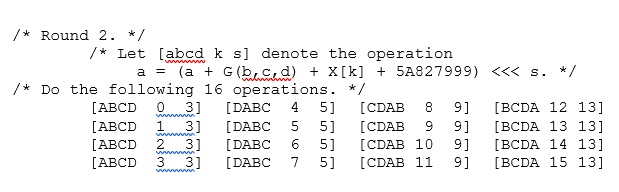 /* Round 2. */
/* Let [abcd k s] denote the operation
a = (a + G(b,c,d) + X[k] + 5A827999) <<< s. */
/* Do the following 16 operations. */
[ABCD 0 3] [DABC 4 5] [CDAB 8 9] [BCDA 12 13]
[ABCD 1 3] [DABC 5 5] [CDAB 9 9] [BCDA 13 13]
[ABCD 2 3] [DABC 6 5] [CDAB 10 9] [BCDA 14 13]
[ABCD 3 3] [DABC 7 5] [CDAB 11 9] [BCDA 15 13]